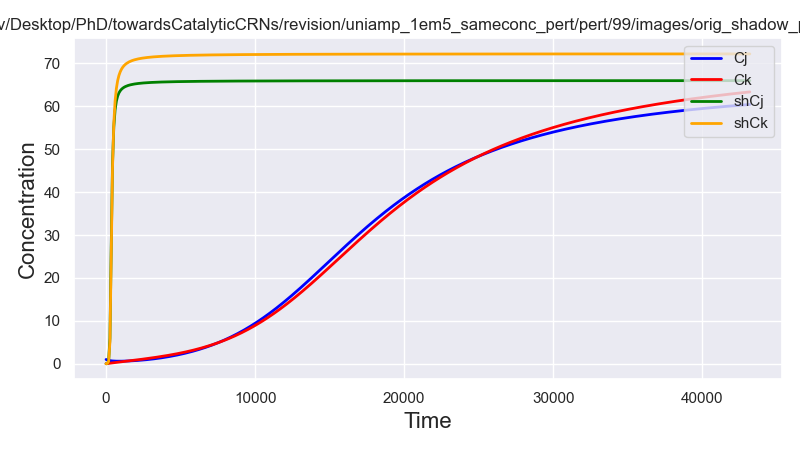 v/Desktop/PhD/towardsCatalyticCRNs/revision/uniamp_1em5_sameconc_pert/pert/99/images/orig_shadow_p
Concentration
70
60
50
40
30
20
10
0
Cj
Ck
shCj
shCk
0 10000 20000 30000 40000
Time